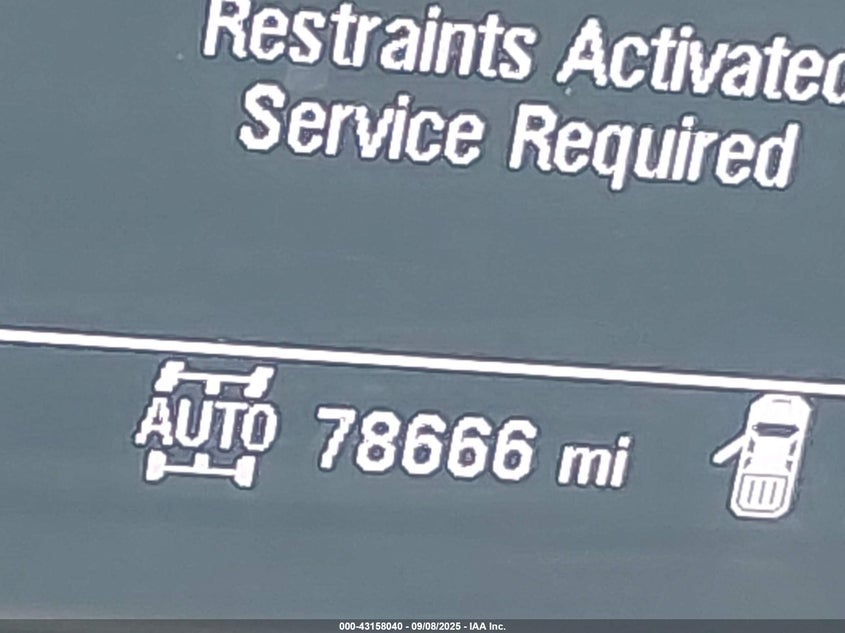 Restraints Activated
Service Required
AUTO 78666 mi
000-43158040 - 09/08/2025 - IAA Inc.